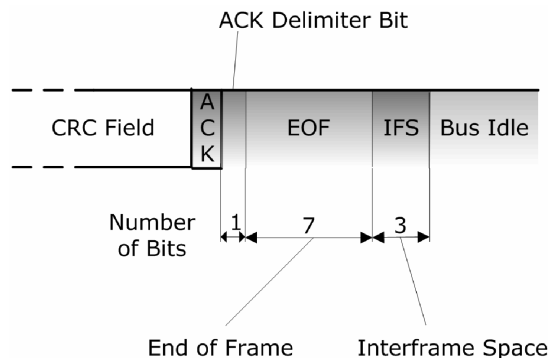 ACK Delimiter Bit
CRC Field
A
C
K
EOF
IFS
Bus Idle
Number
of Bits
1
7
3
End of Frame
Interframe Space